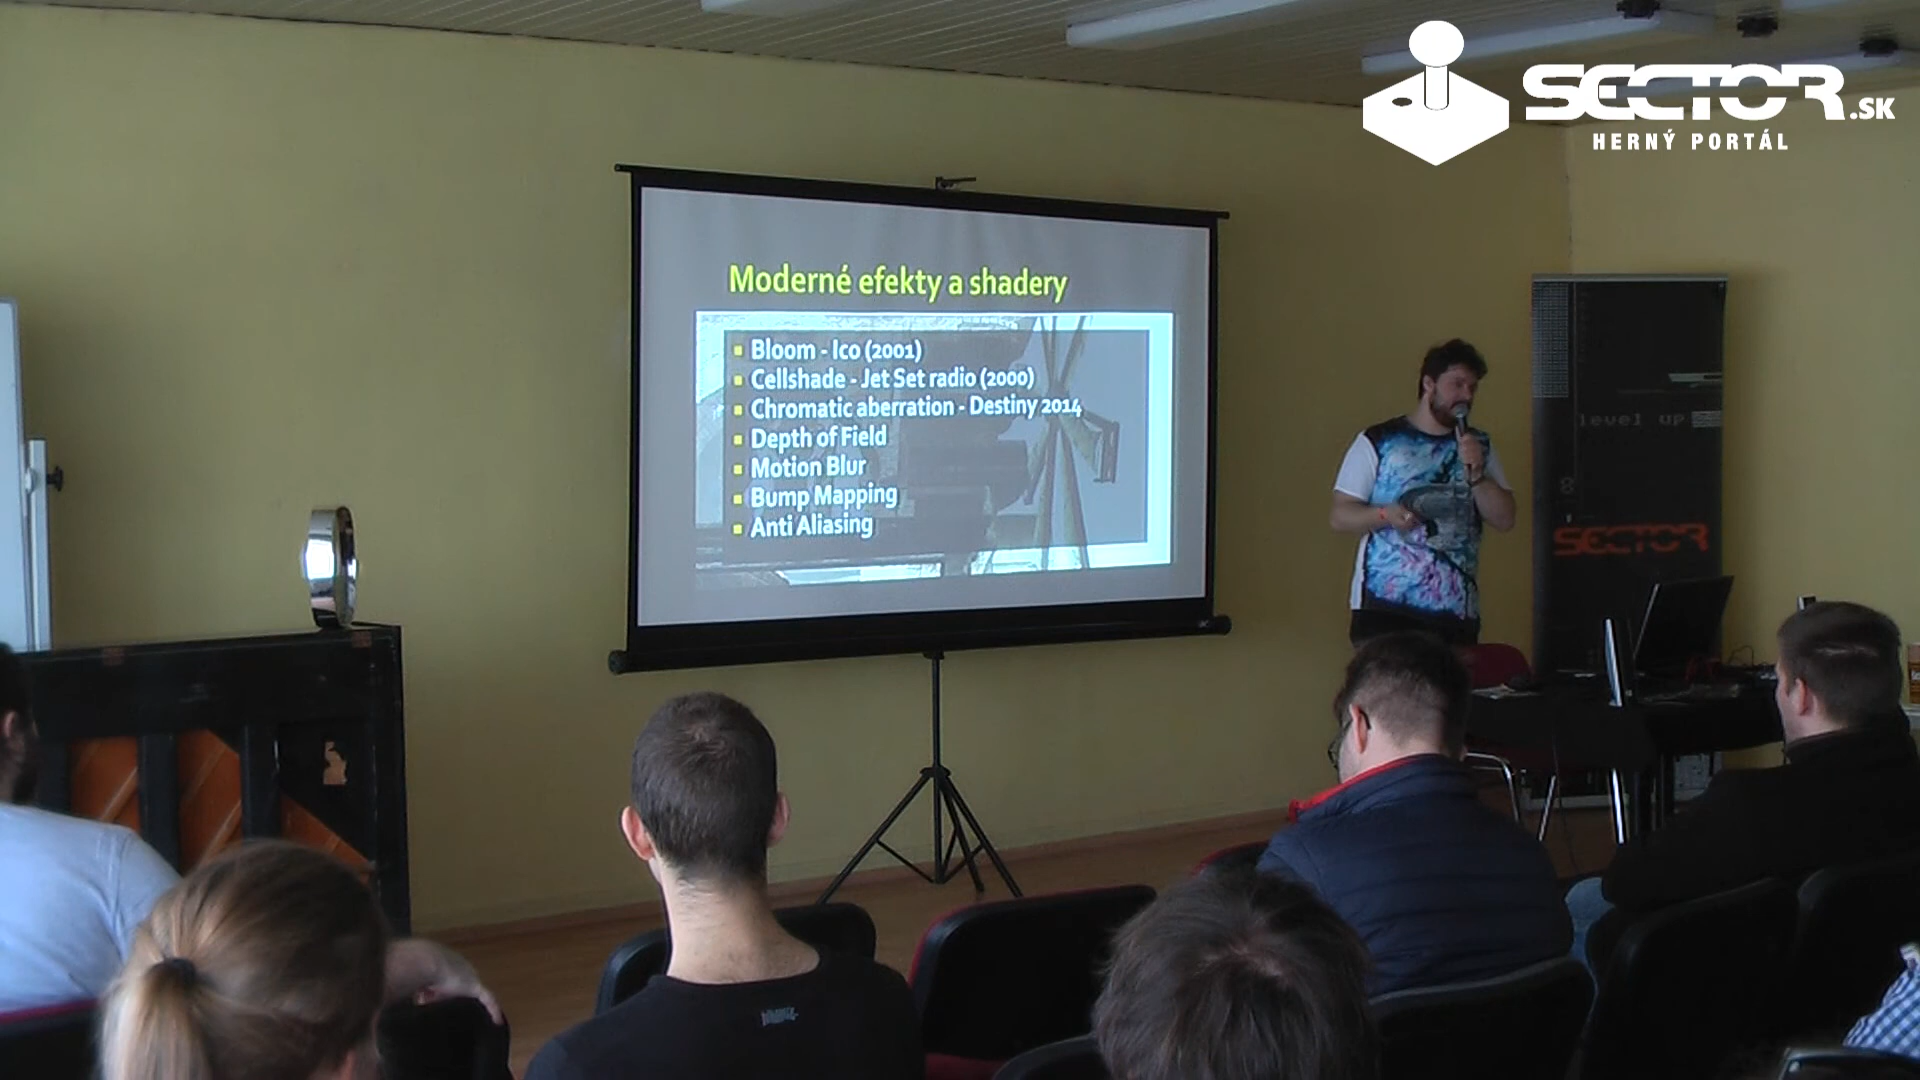 SECTOR.SK
HERNÝ PORTÁL
Moderné efekty a shadery
Bloom - Ico (2001)
Cellshade - Jet Set radio (2000)
Chromatic aberration - Destiny 2014
Depth of Field
Motion Blur
Bump Mapping
Anti Aliasing
level up
8
SECTOR